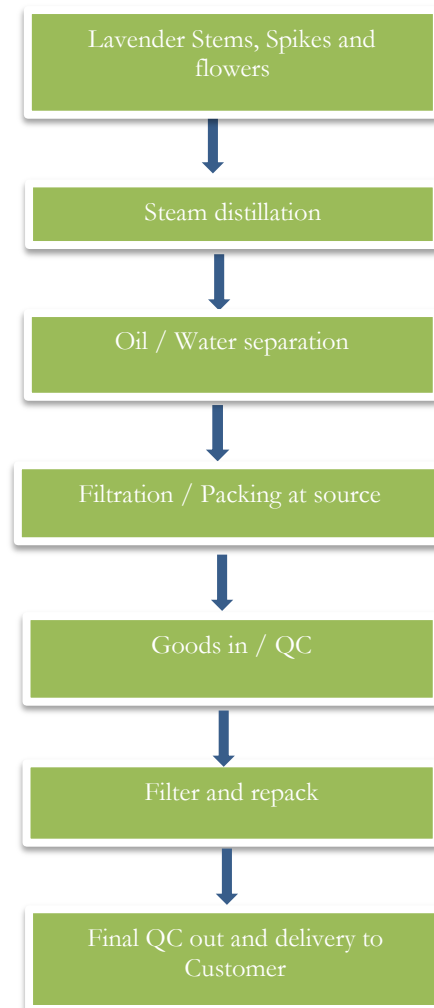 Lavender Stems, Spikes and
flowers
Steam distillation
Oil / Water separation
Filtration / Packing at source
Goods in / QC
Filter and repack
Final QC out and delivery to
Customer